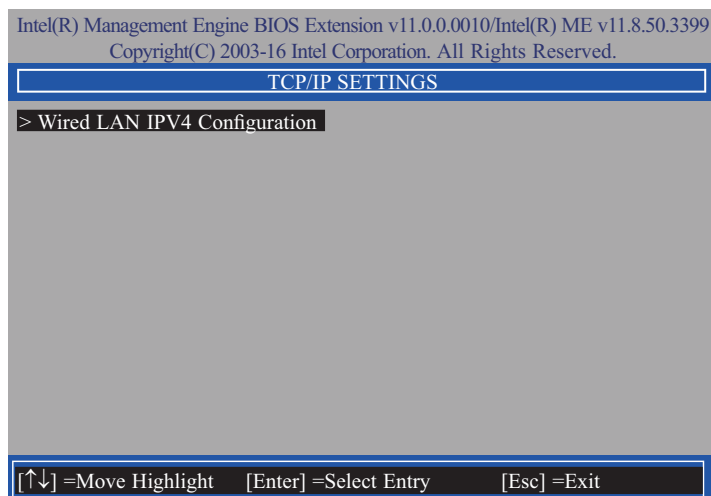 Intel(R) Management Engine BIOS Extension v11.0.0.0010/Intel(R) ME v11.8.50.3399
Copyright(C) 2003-16 Intel Corporation. All Rights Reserved.
TCP/IP SETTINGS
> Wired LAN IPV4 Configuration
[↑↓] =Move Highlight [Enter] =Select Entry [Esc] =Exit